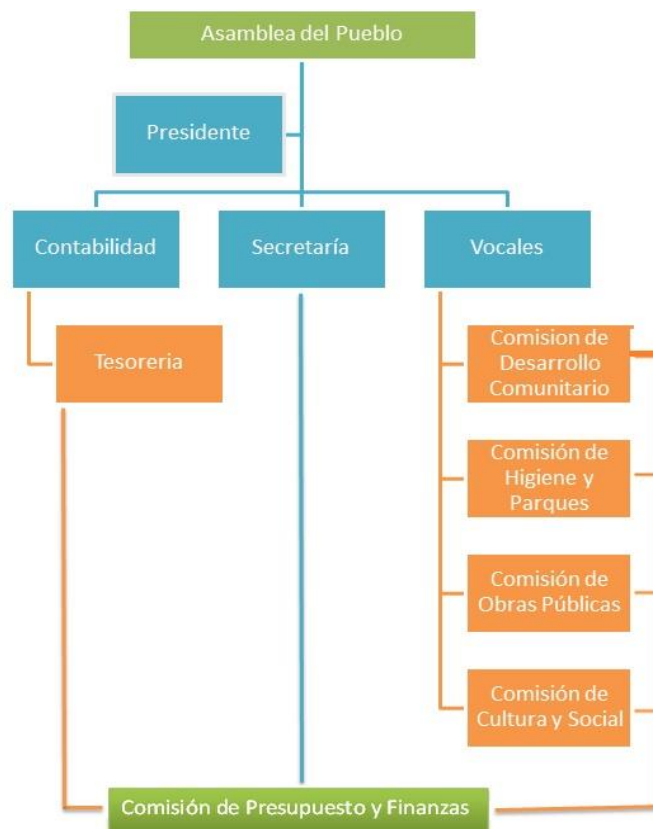 Asamblea del Pueblo
Presidente
Contabilidad
Secretaría
Vocales
Tesoreria
Comision de
Desarrollo
Comunitario
Comisión de
Higiene y
Parques
Comisión de
Obras Públicas
Comisión de
Cultura y Social
Comisión de Presupuesto y Finanzas